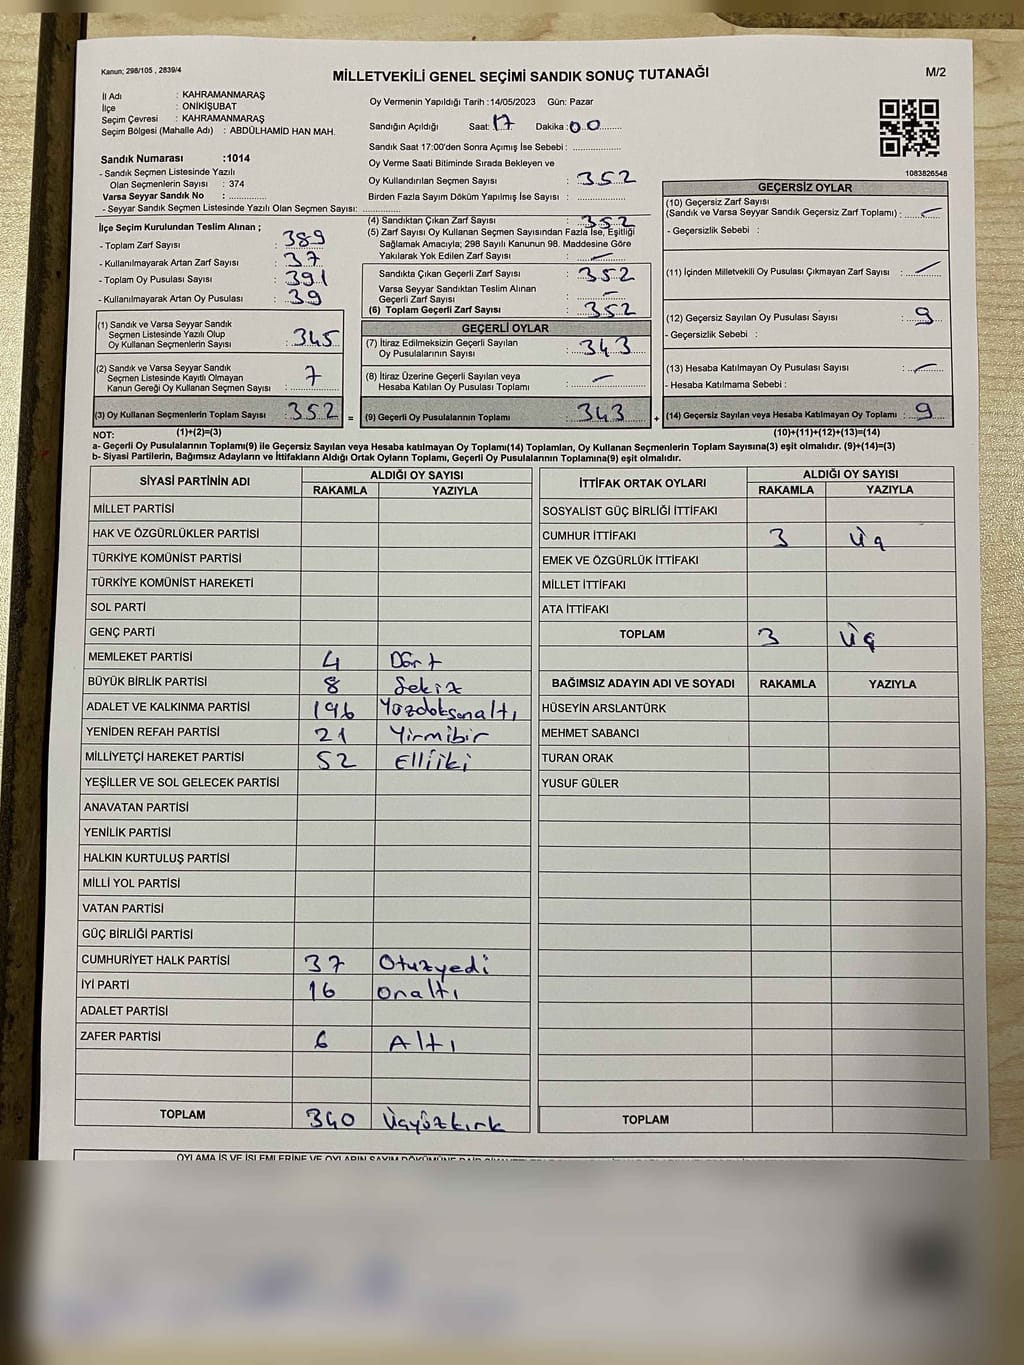 Kanun; 298/105 , 2839/4
MİLLETVEKİLİ GENEL SEÇİMİ SANDIK SONUÇ TUTANAĞI
M/2
İl Adı : KAHRAMANMARAŞ
İlçe : ONİKİŞUBAT
Seçim Çevresi : KAHRAMANMARAŞ
Seçim Bölgesi (Mahalle Adı) : ABDÜLHAMİD HAN MAH.
Oy Vermenin Yapıldığı Tarih : 14/05/2023 Gün: Pazar
Sandığın Açıldığı Saat: 17 Dakika : 00
Sandık Saat 17:00'den Sonra Açımış İse Sebebi :
Oy Verme Saati Bitiminde Sırada Bekleyen ve
Oy Kullandırılan Seçmen Sayısı : 352
Birden Fazla Sayım Döküm Yapılmış İse Sayısı :
1083826548
Sandık Numarası :1014
- Sandık Seçmen Listesinde Yazılı
Olan Seçmenlerin Sayısı : 374
Varsa Seyyar Sandık No :
- Seyyar Sandık Seçmen Listesinde Yazılı Olan Seçmen Sayısı:
İlçe Seçim Kurulundan Teslim Alınan ;
- Toplam Zarf Sayısı : 389
- Kullanılmayarak Artan Zarf Sayısı : 37
- Toplam Oy Pusulası Sayısı : 391
- Kullanılmayarak Artan Oy Pusulası : 39
(1) Sandık ve Varsa Seyyar Sandık
Seçmen Listesinde Yazılı Olup
Oy Kullanan Seçmenlerin Sayısı : 345
(2) Sandık ve Varsa Seyyar Sandık
Seçmen Listesinde Kayıtlı Olmayan
Kanun Gereği Oy Kullanan Seçmen Sayısı : 7
(3) Oy Kullanan Seçmenlerin Toplam Sayısı : 352 =
(1)+(2)=(3)
(4) Sandıktan Çıkan Zarf Sayısı : 352
(5) Zarf Sayısı Oy Kullanan Seçmen Sayısından Fazla İse, Eşitliği
Sağlamak Amacıyla; 298 Sayılı Kanunun 98. Maddesine Göre
Yakılarak Yok Edilen Zarf Sayısı : —
Sandıkta Çıkan Geçerli Zarf Sayısı : 352
Varsa Seyyar Sandıktan Teslim Alınan
Geçerli Zarf Sayısı : —
(6) Toplam Geçerli Zarf Sayısı : 352
GEÇERLİ OYLAR
(7) İtiraz Edilmeksizin Geçerli Sayılan
Oy Pusulalarının Sayısı : 343
(8) İtiraz Üzerine Geçerli Sayılan veya
Hesaba Katılan Oy Pusulası Toplamı : —
(9) Geçerli Oy Pusulalarının Toplamı : 343 +
GEÇERSİZ OYLAR
(10) Geçersiz Zarf Sayısı
(Sandık ve Varsa Seyyar Sandık Geçersiz Zarf Toplamı) : —
- Geçersizlik Sebebi :
(11) İçinden Milletvekili Oy Pusulası Çıkmayan Zarf Sayısı : —
(12) Geçersiz Sayılan Oy Pusulası Sayısı : 9
- Geçersizlik Sebebi :
(13) Hesaba Katılmayan Oy Pusulası Sayısı : —
- Hesaba Katılmama Sebebi :
(14) Geçersiz Sayılan veya Hesaba Katılmayan Oy Toplamı : 9
(10)+(11)+(12)+(13)=(14)
NOT:
a- Geçerli Oy Pusulalarının Toplamı(9) ile Geçersiz Sayılan veya Hesaba katılmayan Oy Toplamı(14) Toplamları, Oy Kullanan Seçmenlerin Toplam Sayısına(3) eşit olmalıdır. (9)+(14)=(3)
b- Siyasi Partilerin, Bağımsız Adayların ve İttifakların Aldığı Ortak Oyların Toplamı, Geçerli Oy Pusulalarının Toplamına(9) eşit olmalıdır.
SİYASİ PARTİNİN ADI ALDIĞI OY SAYISI
RAKAMLA YAZIYLA
MİLLET PARTİSİ
HAK VE ÖZGÜRLÜKLER PARTİSİ
TÜRKİYE KOMÜNİST PARTİSİ
TÜRKİYE KOMÜNİST HAREKETİ
SOL PARTİ
GENÇ PARTİ
MEMLEKET PARTİSİ 4 Dört
BÜYÜK BİRLİK PARTİSİ 8 Sekiz
ADALET VE KALKINMA PARTİSİ 196 Yüzdoksanaltı
YENİDEN REFAH PARTİSİ 21 Yirmibir
MİLLİYETÇİ HAREKET PARTİSİ 52 Elliiki
YEŞİLLER VE SOL GELECEK PARTİSİ
ANAVATAN PARTİSİ
YENİLİK PARTİSİ
HALKIN KURTULUŞ PARTİSİ
MİLLİ YOL PARTİSİ
VATAN PARTİSİ
GÜÇ BİRLİĞİ PARTİSİ
CUMHURİYET HALK PARTİSİ 37 Otuzyedi
İYİ PARTİ 16 onaltı
ADALET PARTİSİ
ZAFER PARTİSİ 6 Altı
TOPLAM 340 Üçyüzkırk
İTTİFAK ORTAK OYLARI ALDIĞI OY SAYISI
RAKAMLA YAZIYLA
SOSYALİST GÜÇ BİRLİĞİ İTTİFAKI
CUMHUR İTTİFAKI 3 Üç
EMEK VE ÖZGÜRLÜK İTTİFAKI
MİLLET İTTİFAKI
ATA İTTİFAKI
TOPLAM 3 Üç
BAĞIMSIZ ADAYIN ADI VE SOYADI RAKAMLA YAZIYLA
HÜSEYİN ARSLANTÜRK
MEHMET SABANCI
TURAN ORAK
YUSUF GÜLER
TOPLAM